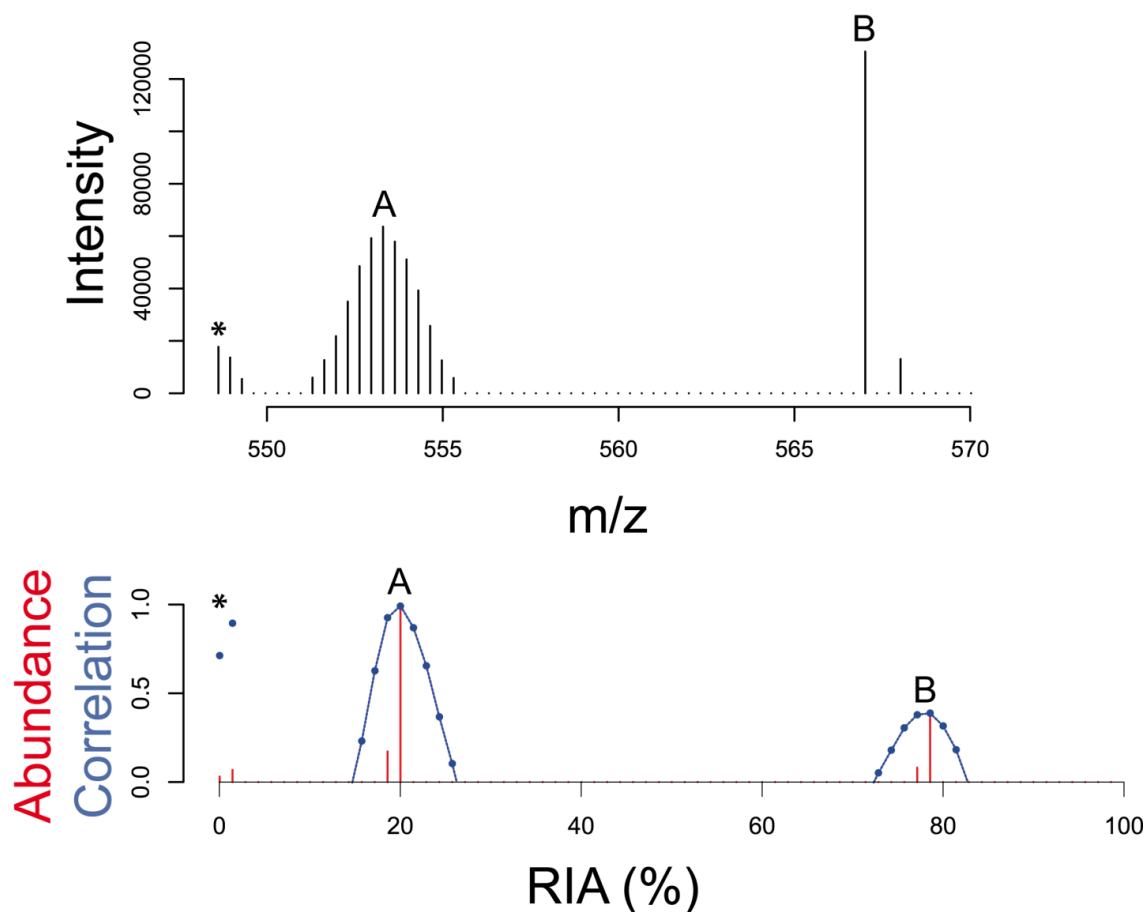 B
120000
80000
40000
0
Intensity
A
*
550 555 560 565 570
m/z
Abundance
Correlation
1.0
0.5
0.0
*
A
B
0 20 40 60 80 100
RIA (%)